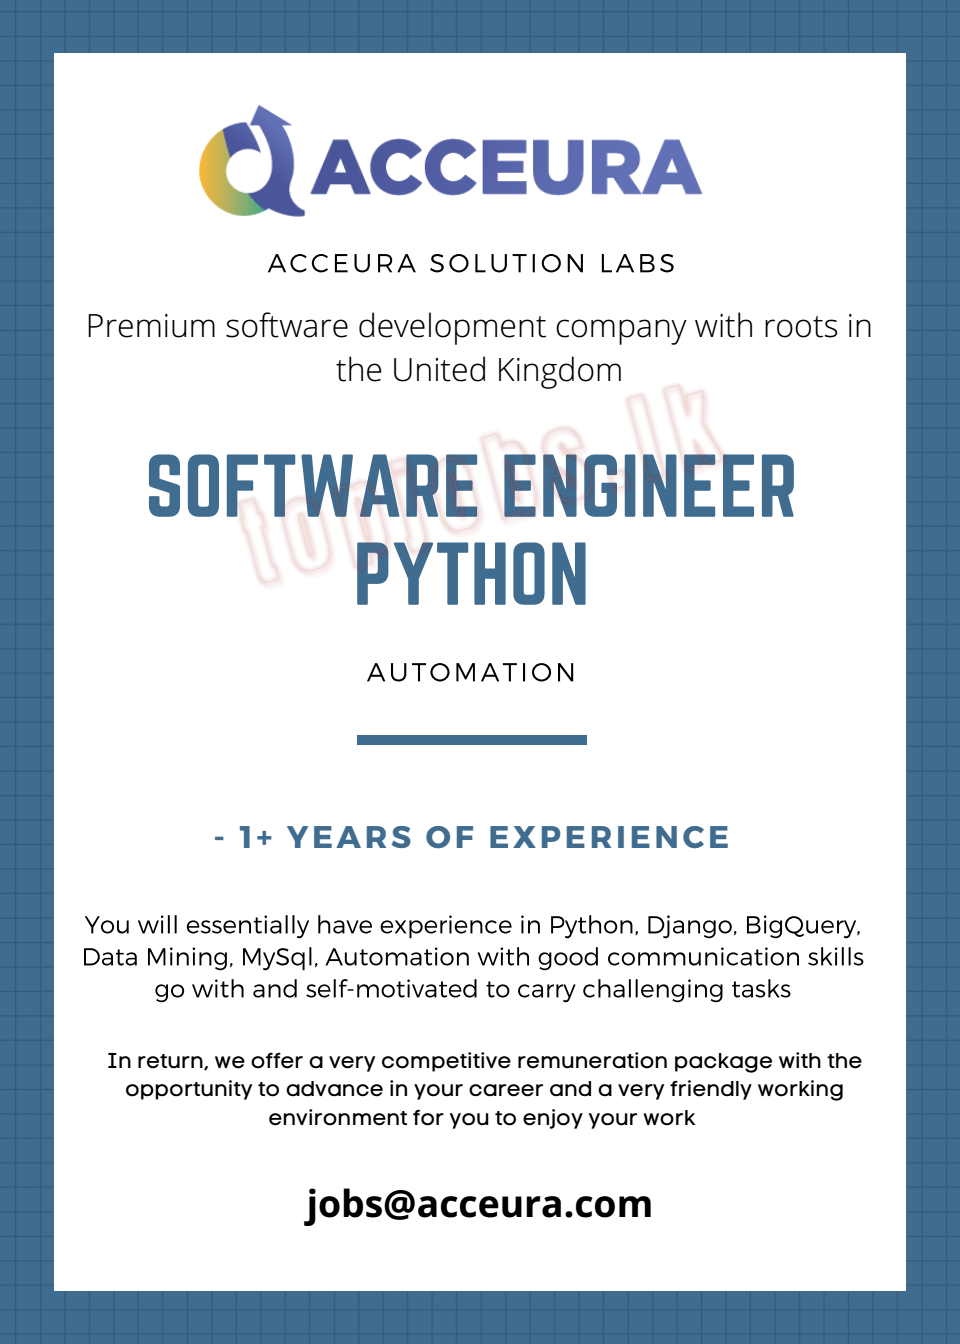 ACCEURA
ACCEURA SOLUTION LABS
Premium software development company with roots in
the United Kingdom
topjobs.lk
SOFTWARE ENGINEER
PYTHON
AUTOMATION
- 1+ YEARS OF EXPERIENCE
You will essentially have experience in Python, Django, BigQuery,
Data Mining, MySql, Automation with good communication skills
go with and self-motivated to carry challenging tasks
In return, we offer a very competitive remuneration package with the
opportunity to advance in your career and a very friendly working
environment for you to enjoy your work
jobs@acceura.com